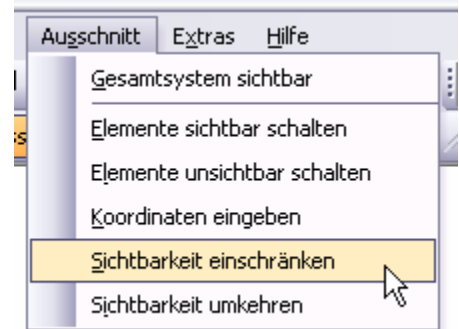 Ausschnitt Extras Hilfe
Gesamtsystem sichtbar
Elemente sichtbar schalten
Elemente unsichtbar schalten
Koordinaten eingeben
Sichtbarkeit einschränken
Sichtbarkeit umkehren